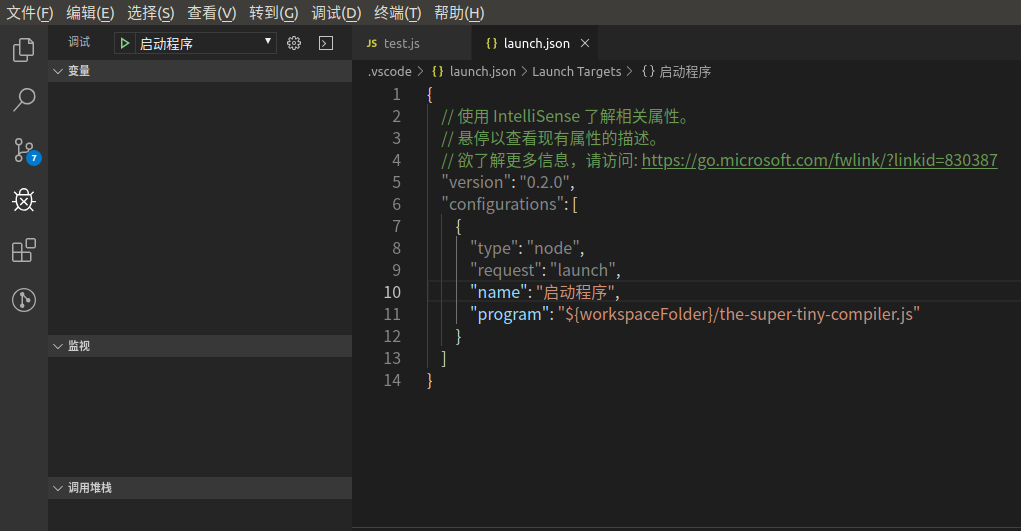 文件(F) 编辑(E) 选择(S) 查看(V) 转到(G) 调试(D) 终端(T) 帮助(H)
调试 启动程序
JS test.js {} launch.json
变量
.vscode > {} launch.json > Launch Targets > {} 启动程序
1 {
2 // 使用 IntelliSense 了解相关属性。
3 // 悬停以查看现有属性的描述。
4 // 欲了解更多信息，请访问: https://go.microsoft.com/fwlink/?linkid=830387
5 "version": "0.2.0",
6 "configurations": [
7 {
8 "type": "node",
9 "request": "launch",
10 "name": "启动程序",
11 "program": "${workspaceFolder}/the-super-tiny-compiler.js"
12 }
13 ]
14 }
7
监视
调用堆栈